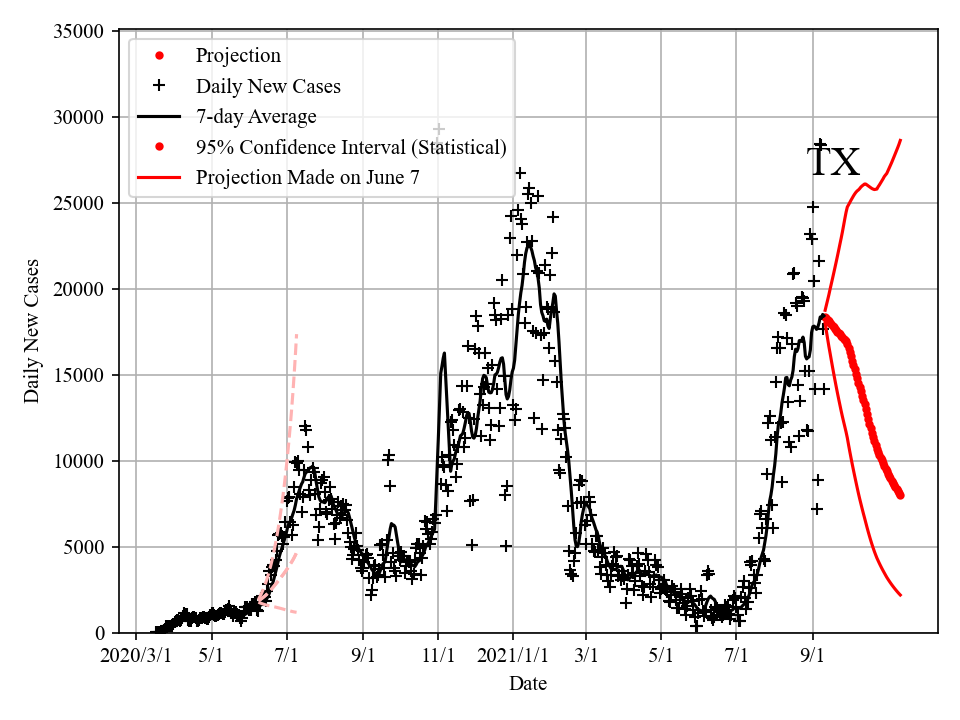 35000
30000
25000
20000
15000
10000
5000
0
Daily New Cases
Projection
Daily New Cases
7-day Average
95% Confidence Interval (Statistical)
Projection Made on June 7
TX
2020/3/1 5/1 7/1 9/1 11/1 2021/1/1 3/1 5/1 7/1 9/1
Date